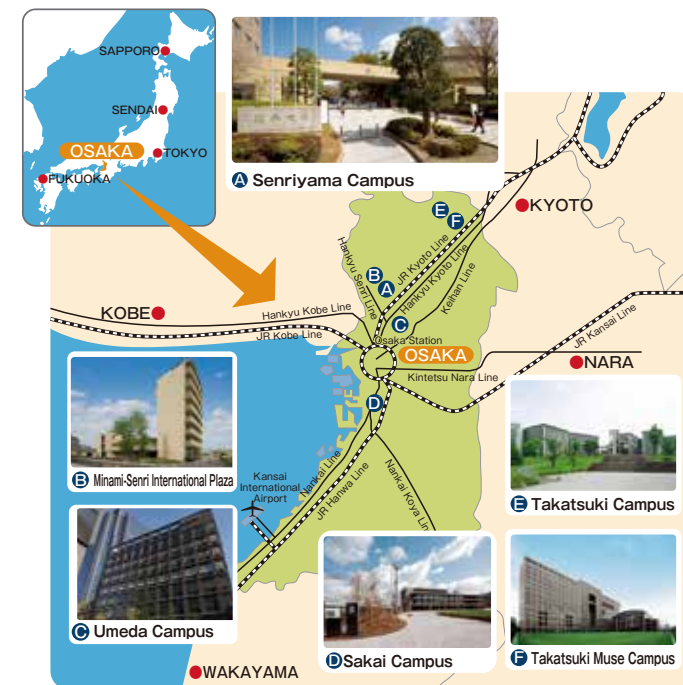 SAPPORO
SENDAI
OSAKA
TOKYO
FUKUOKA
A Senriyama Campus
E
F
KYOTO
B
A
Hankyu Senri Line
JR Kyoto Line
Hankyu Kyoto Line
Keihan Line
C
KOBE
Hankyu Kobe Line
JR Kobe Line
Osaka Station
OSAKA
JR Kansai Line
NARA
Kintetsu Nara Line
D
B Minami-Senri International Plaza
Kansai
International
Airport
Nankai Line
JR Hanwa Line
Nankai Koya Lin
E Takatsuki Campus
C Umeda Campus
D Sakai Campus
F Takatsuki Muse Campus
WAKAYAMA